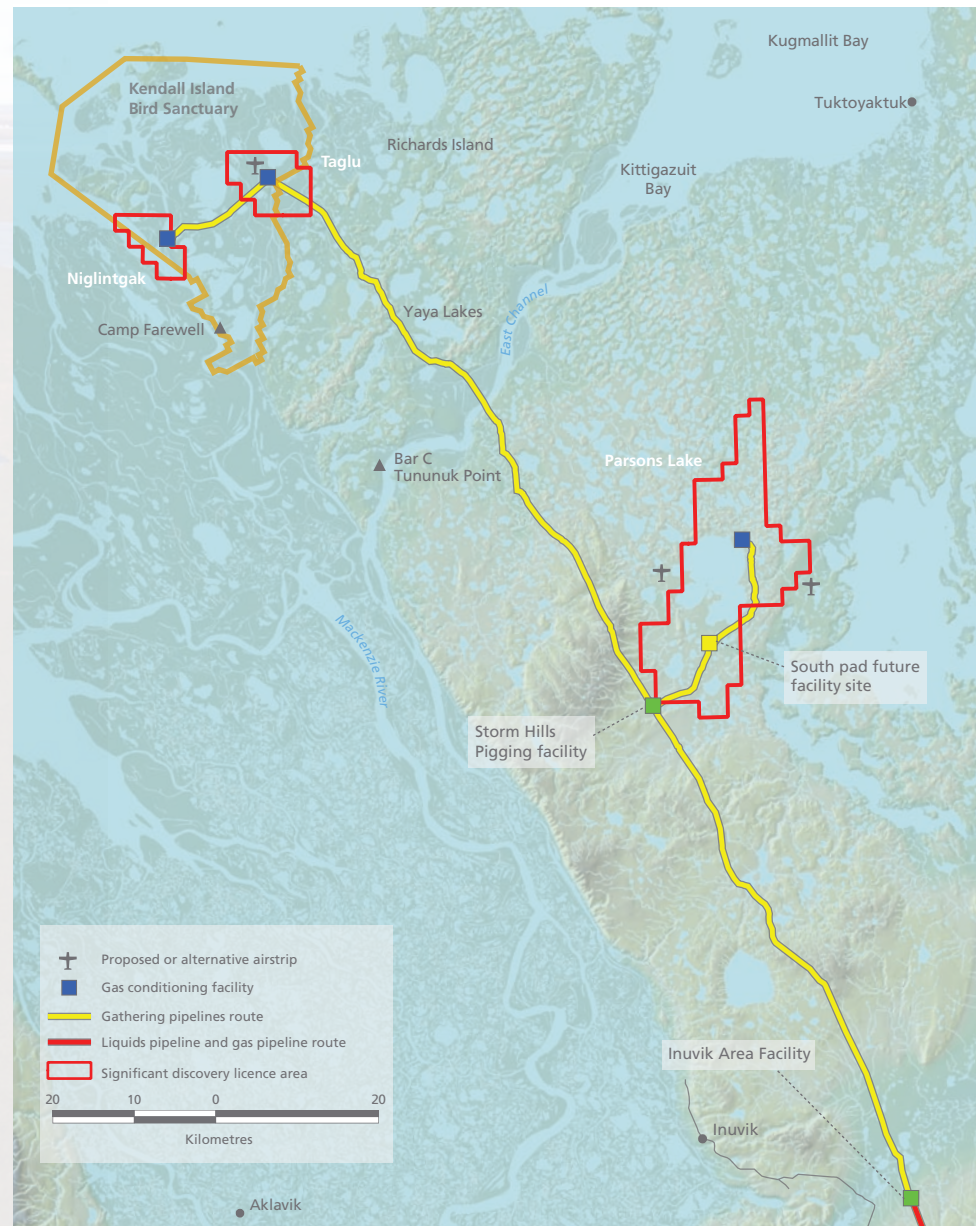 Kugmallit Bay
Kendall Island
Bird Sanctuary
Tuktoyaktuk
Richards Island
Taglu
Kittigazuit
Bay
Niglintgak
East Channel
Yaya Lakes
Camp Farewell
Bar C
Tununuk Point
Parsons Lake
Mackenzie River
South pad future
facility site
Storm Hills
Pigging facility
Proposed or alternative airstrip
Gas conditioning facility
Gathering pipelines route
Liquids pipeline and gas pipeline route
Significant discovery licence area
20 10 0 20
Kilometres
Inuvik Area Facility
Inuvik
Aklavik